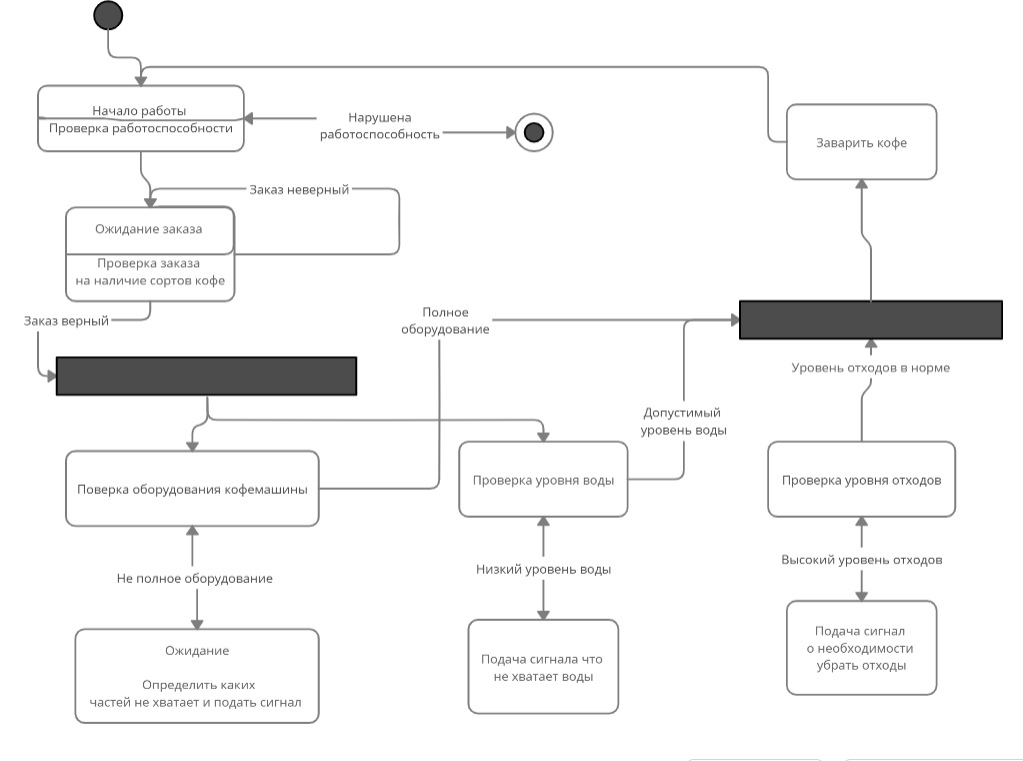 Начало работы
Проверка работоспособности
Нарушена
работоспособность
Заварить кофе
Заказ неверный
Ожидание заказа
Проверка заказа
на наличие сортов кофе
Заказ верный
Полное
оборудование
Уровень отходов в норме
Допустимый
уровень воды
Поверка оборудования кофемашины
Проверка уровня воды
Проверка уровня отходов
Не полное оборудование
Низкий уровень воды
Высокий уровень отходов
Ожидание
Определить каких
частей не хватает и подать сигнал
Подача сигнала что
не хватает воды
Подача сигнал
о необходимости
убрать отходы